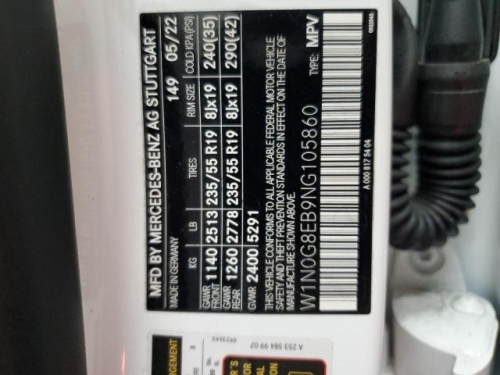 MFD BY MERCEDES-BENZ AG STUTTGART
MADE IN GERMANY 149 05/22
KG LB TIRES RIM SIZE COLD KPA(PSI)
GAWR FRONT 1140 2513 235/55 R19 8Jx19 240(35)
GAWR REAR 1260 2778 235/55 R19 8Jx19 290(42)
GVWR 2400 5291
THIS VEHICLE CONFORMS TO ALL APPLICABLE FEDERAL MOTOR VEHICLE
SAFETY AND THEFT PREVENTION STANDARDS IN EFFECT ON THE DATE OF
MANUFACTURE SHOWN ABOVE.
TYPE: MPV
W1N0G8EB9NG105860
A 000 817 54 04
A 253 584 99 02